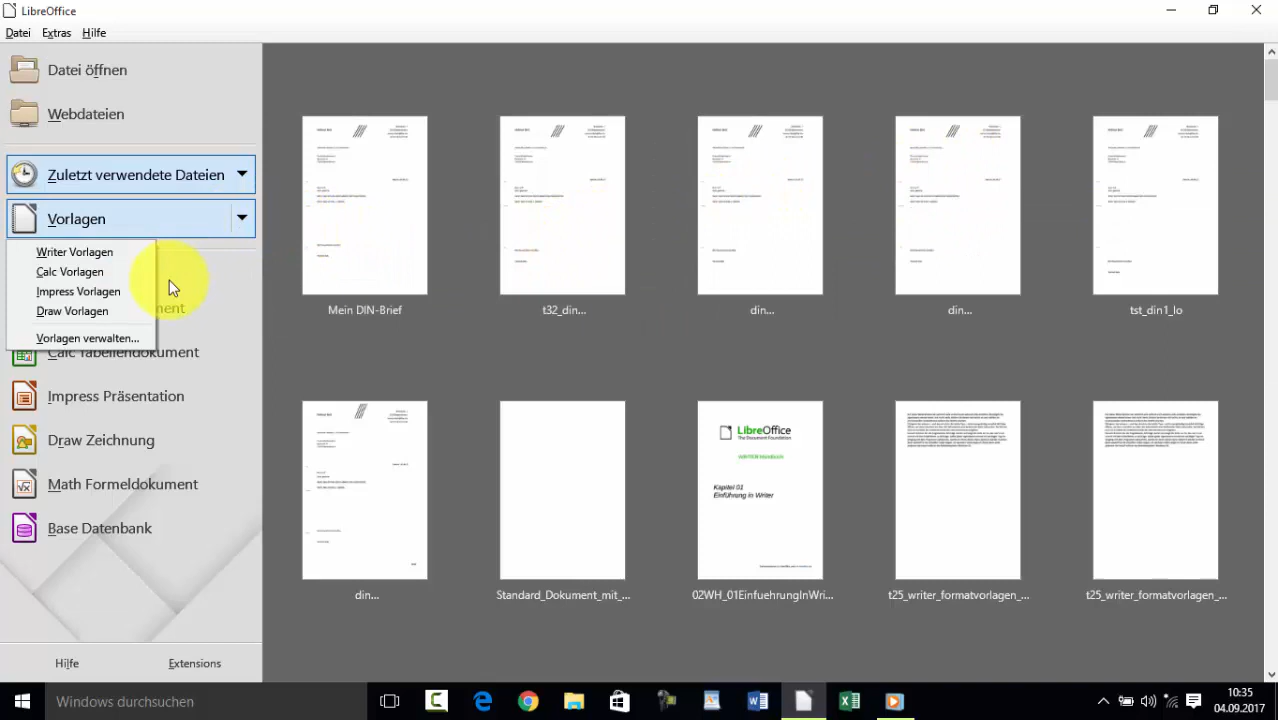 LibreOffice
Datei Extras Hilfe
Datei öffnen
Webdateien
Zuletzt verwendete Dateien
Vorlagen
Writer Vorlagen
Calc Vorlagen
Impress Vorlagen
Draw Vorlagen
Vorlagen verwalten...
ment
Calc Tabellendokument
Impress Präsentation
Draw Zeichnung
Math Formeldokument
Base Datenbank
Hilfe Extensions
Mein DIN-Brief t32_din... din... din... tst_din1_lo
LibreOffice
The Document Foundation
Kapitel 01
Einführung in Writer
din... Standard_Dokument_mit_... 02WH_01EinfuehrungInWri... t25_writer_formatvorlagen_... t25_writer_formatvorlagen_...
Windows durchsuchen
10:35
04.09.2017